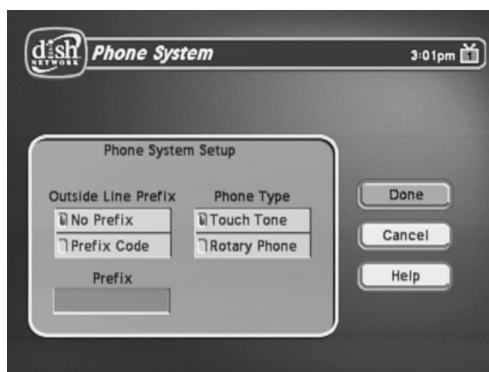 dish
NETWORK
Phone System
3:01pm
1
Phone System Setup
Outside Line Prefix
No Prefix
Prefix Code
Prefix
Phone Type
Touch Tone
Rotary Phone
Done
Cancel
Help